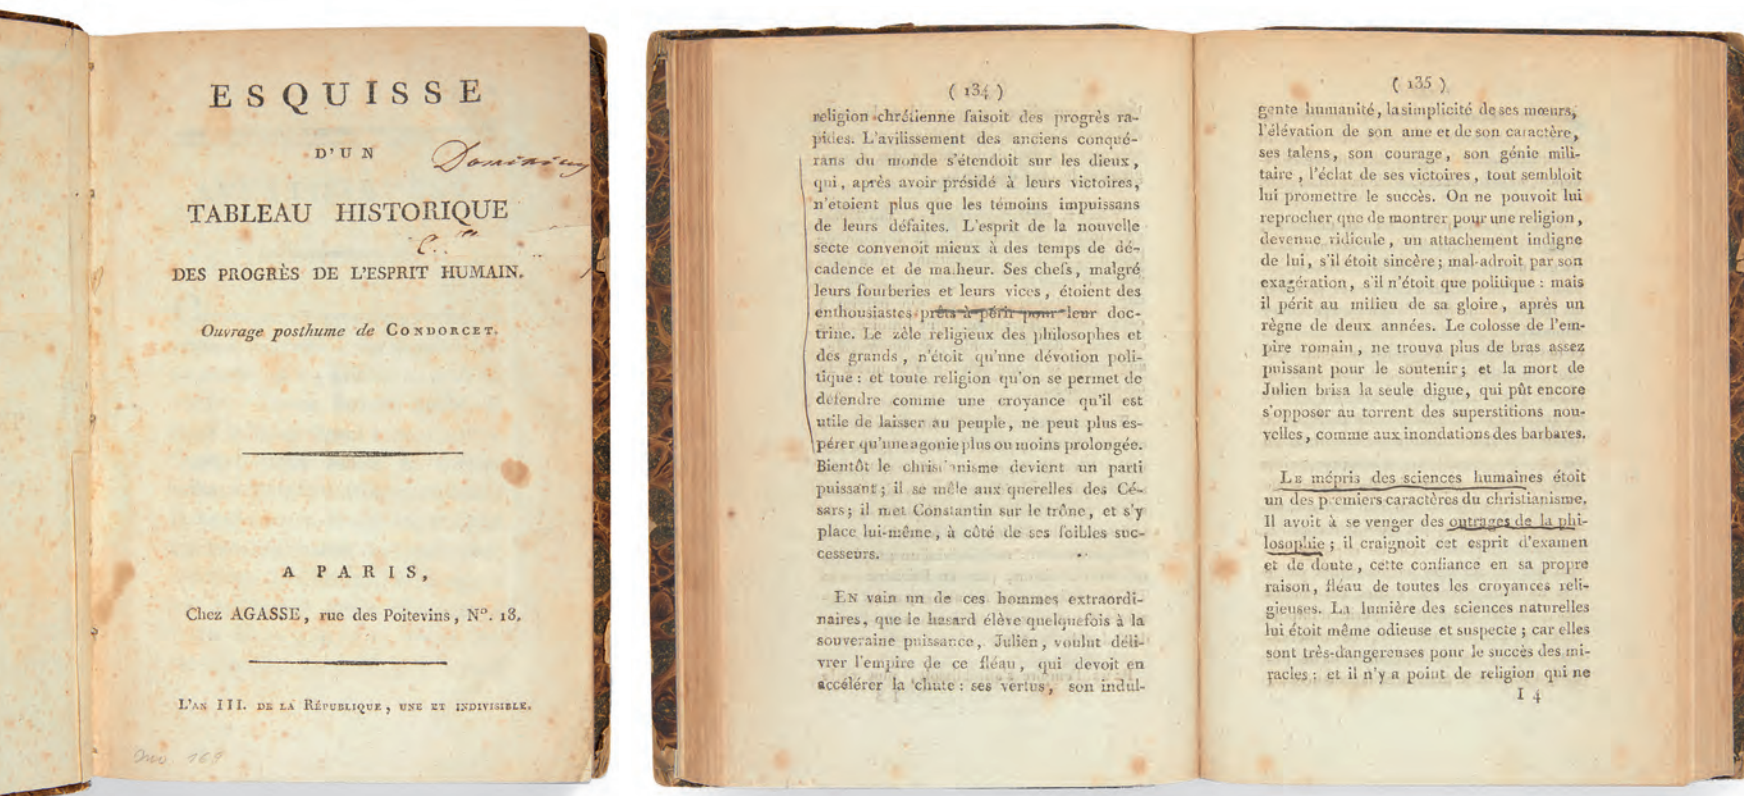 ESQUISSE
D'UN
Dominicus
TABLEAU HISTORIQUE
DES PROGRÈS DE L'ESPRIT HUMAIN.
Ouvrage posthume de CONDORCET.
A PARIS,
Chez AGASSE, rue des Poitevins, N°. 18.
L'AN III. DE LA RÉPUBLIQUE, UNE ET INDIVISIBLE.
( 134 )
religion chrétienne faisoit des progrès ra-
pides. L'avilissement des anciens conqué-
rans du monde s'étendoit sur les dieux,
qui, après avoir présidé à leurs victoires,
n'étoient plus que les témoins impuissans
de leurs défaites. L'esprit de la nouvelle
secte convenoit mieux à des temps de dé-
cadence et de malheur. Ses chefs, malgré
leurs fourberies et leurs vices, étoient des
enthousiastes prêts à périr pour leur doc-
trine. Le zèle religieux des philosophes et
des grands, n'étoit qu'une dévotion poli-
tique : et toute religion qu'on se permet de
défendre comme une croyance qu'il est
utile de laisser au peuple, ne peut plus es-
pérer qu'une agonie plus ou moins prolongée.
Bientôt le christianisme devient un parti
puissant ; il se mêle aux querelles des Cé-
sars ; il met Constantin sur le trône, et s'y
place lui-même, à côté de ses foibles suc-
cesseurs.
EN vain un de ces hommes extraordi-
naires, que le hasard élève quelquefois à la
souveraine puissance, Julien, voulut déli-
vrer l'empire de ce fléau, qui devoit en
accélérer la chute : ses vertus, son indul-
( 135 )
gente humanité, la simplicité de ses mœurs,
l'élévation de son ame et de son caractère,
ses talens, son courage, son génie mili-
taire, l'éclat de ses victoires, tout sembloit
lui promettre le succès. On ne pouvoit lui
reprocher que de montrer pour une religion,
devenue ridicule, un attachement indigne
de lui, s'il étoit sincère ; mal-adroit par son
exagération, s'il n'étoit que politique : mais
il périt au milieu de sa gloire, après un
règne de deux années. Le colosse de l'em-
pire romain, ne trouva plus de bras assez
puissant pour le soutenir ; et la mort de
Julien brisa la seule digue, qui pût encore
s'opposer au torrent des superstitions nou-
velles, comme aux inondations des barbares.
LE mépris des sciences humaines étoit
un des premiers caractères du christianisme.
Il avoit à se venger des outrages de la phi-
losophie ; il craignoit cet esprit d'examen
et de doute, cette confiance en sa propre
raison, fléau de toutes les croyances reli-
gieuses. La lumière des sciences naturelles
lui étoit même odieuse et suspecte ; car elles
sont très-dangereuses pour le succès des mi-
racles : et il n'y a point de religion qui ne
I 4